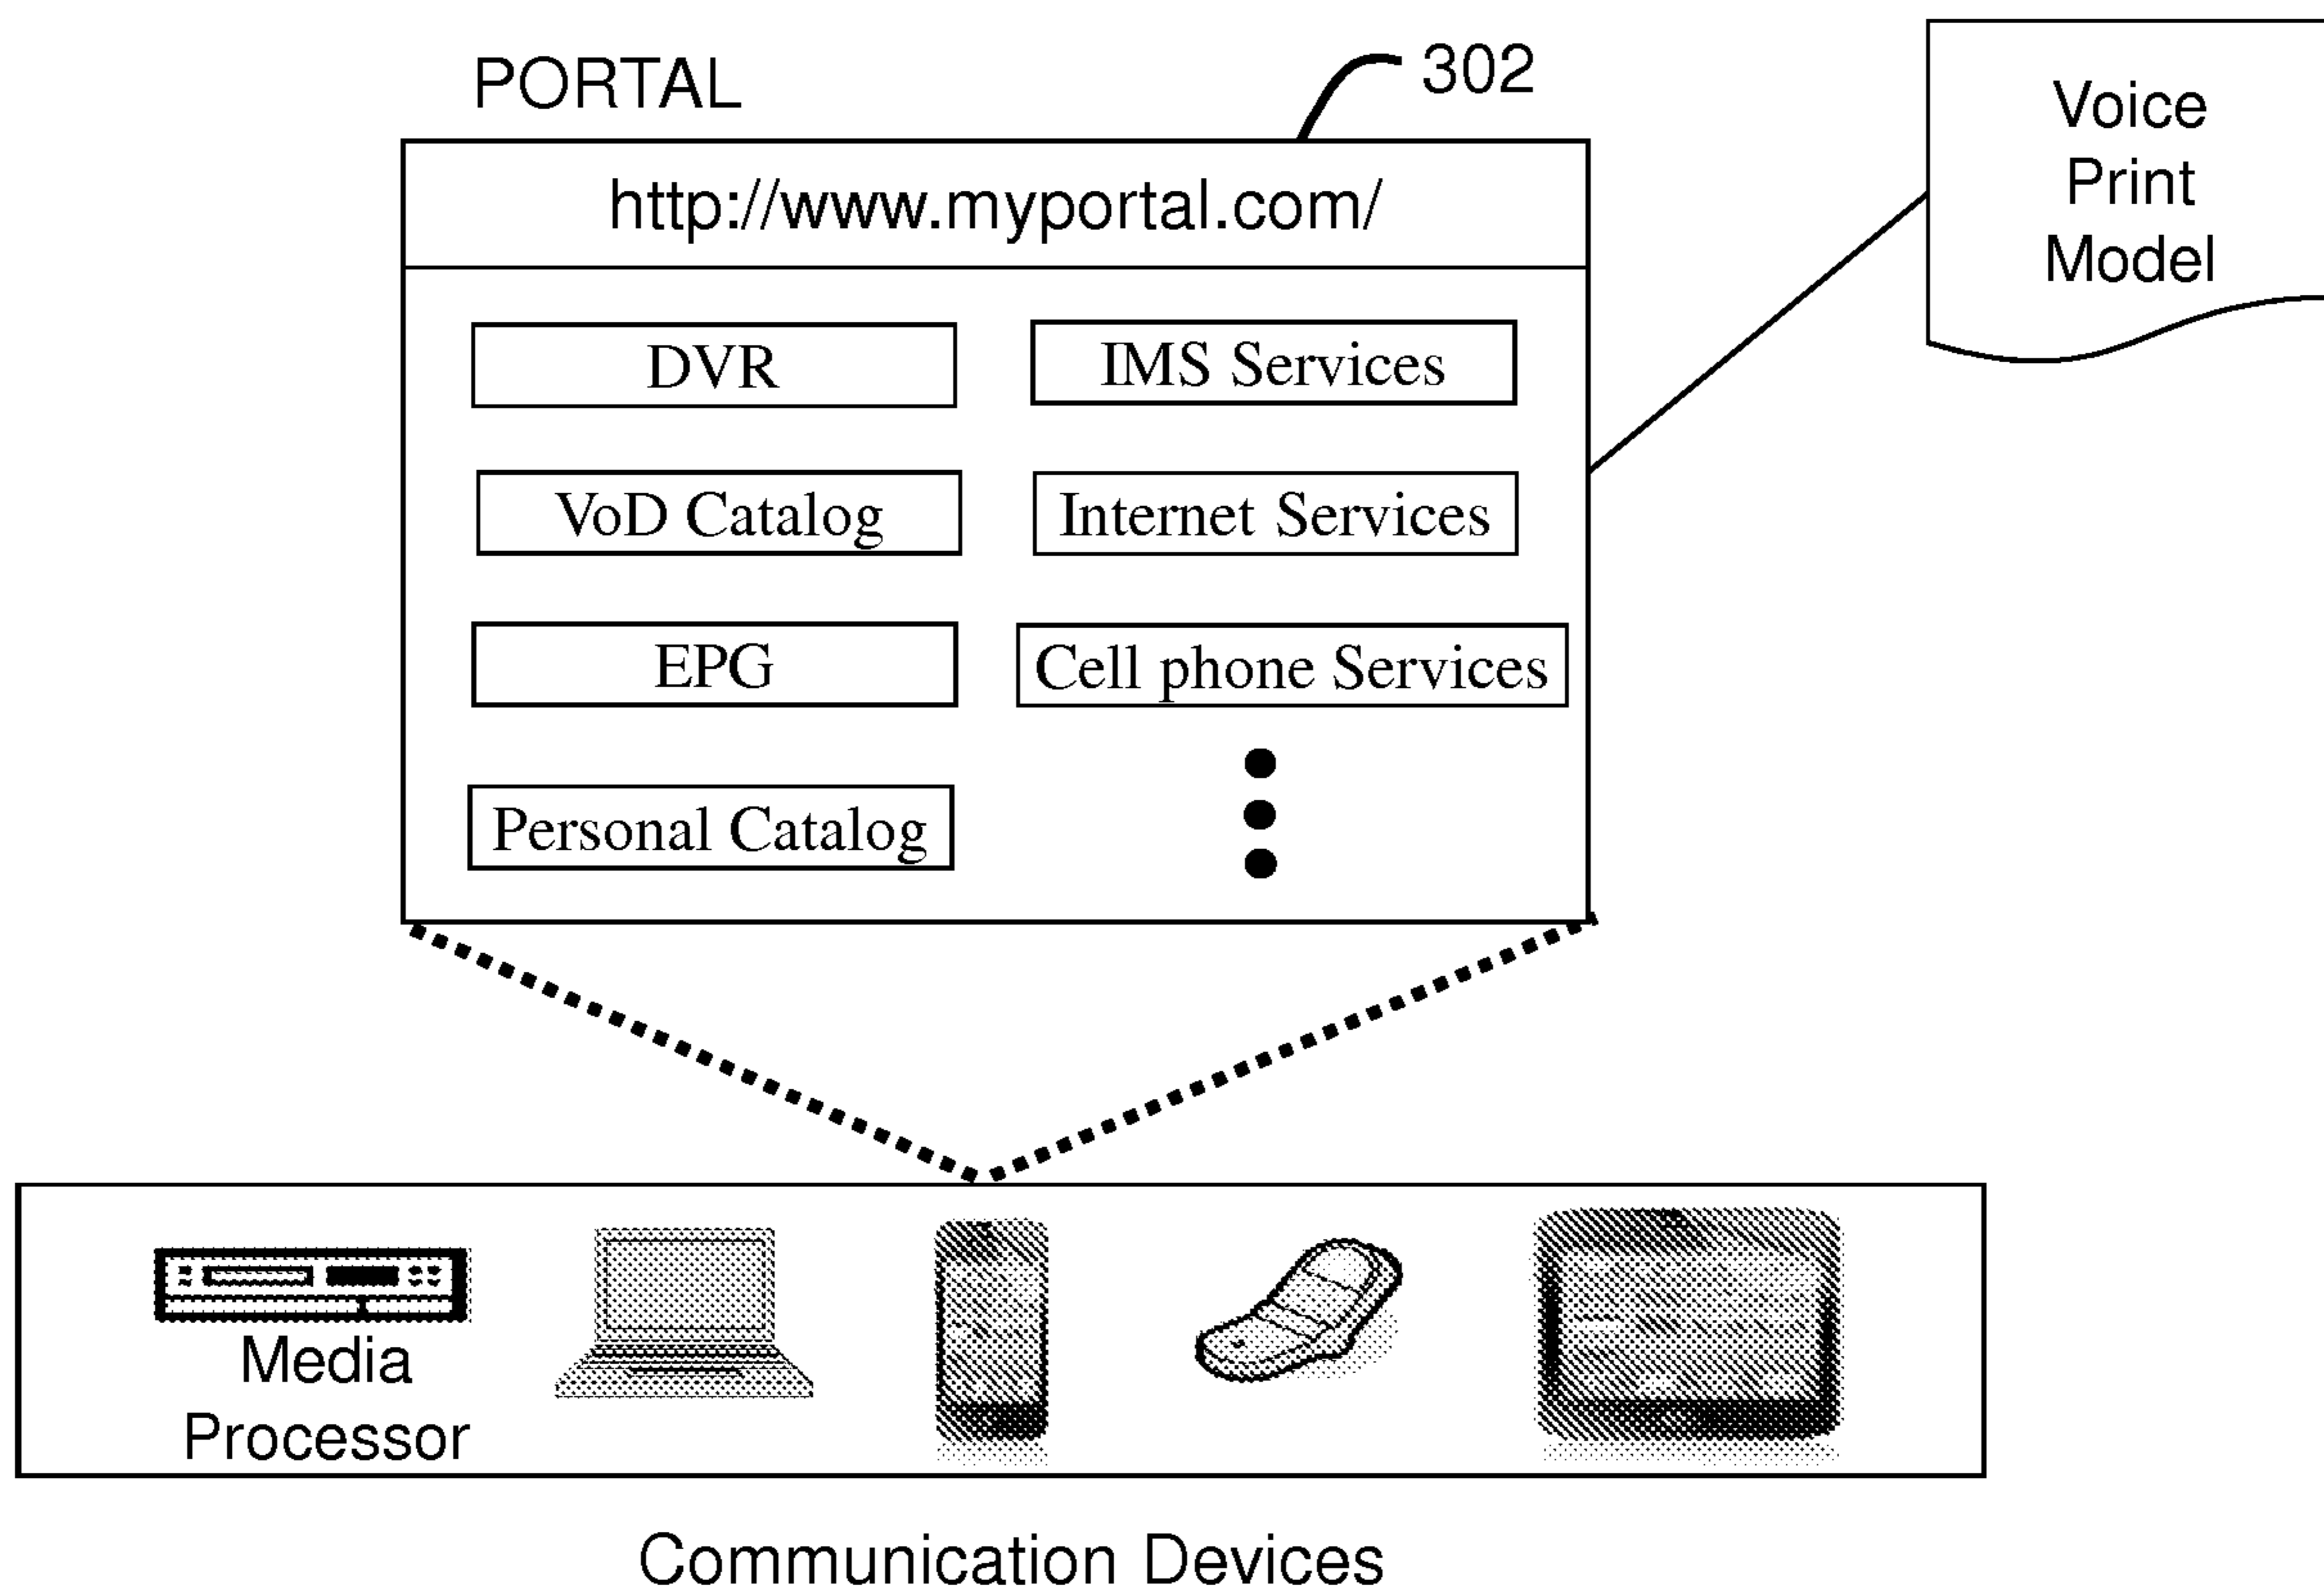 PORTAL
302
http://www.myportal.com/
Voice
Print
Model
DVR
IMS Services
VoD Catalog
Internet Services
EPG
Cell phone Services
Personal Catalog
Media
Processor
Communication Devices